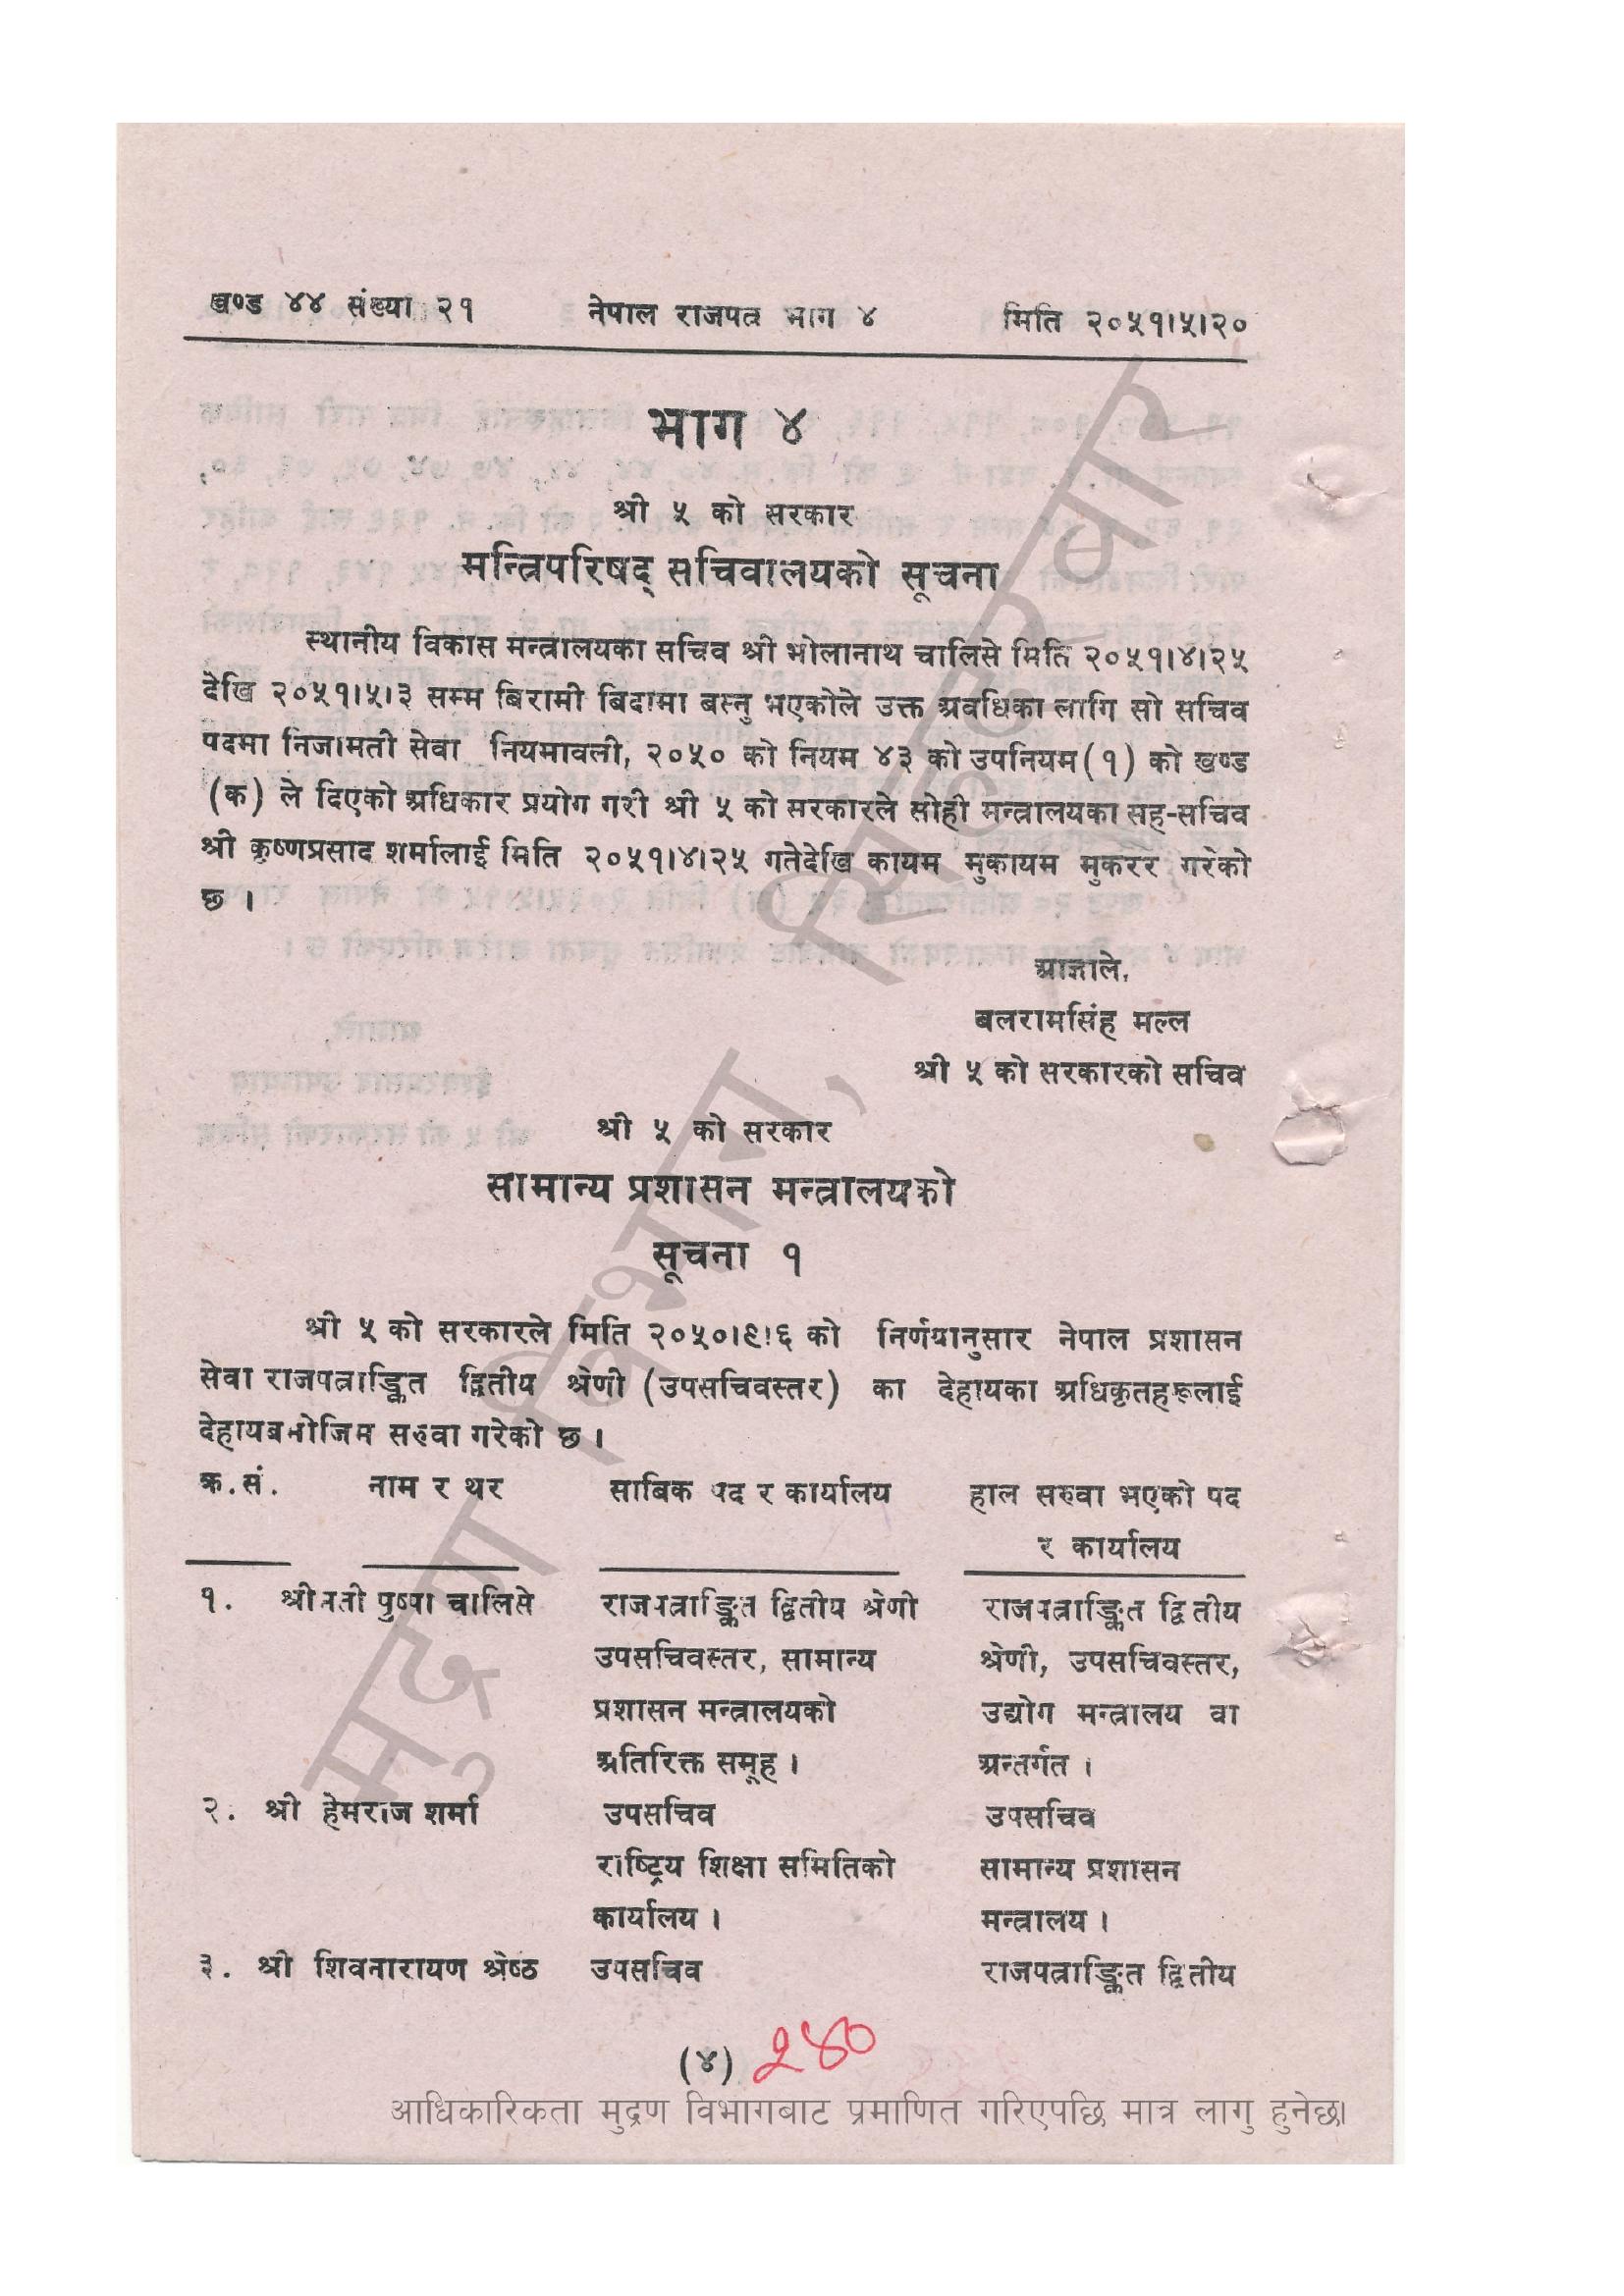 खण्ड ४४ संख्या २१ नेपाल राजपत्र भाग ४ मिति २०५१।५।२०
भाग ४
श्री ५ को सरकार
मन्त्रिपरिषद् सचिवालयको सूचना
स्थानीय विकास मन्त्रालयका सचिव श्री भोलानाथ चालिसे मिति २०५१।४।२५
देखि २०५१।५।३ सम्म बिरामी बिदामा बस्नु भएकोले उक्त अवधिका लागि सो सचिव
पदमा निजामती सेवा नियमावली, २०५० को नियम ४३ को उपनियम (१) को खण्ड
(क) ले दिएको अधिकार प्रयोग गरी श्री ५ को सरकारले सोही मन्त्रालयका सह-सचिव
श्री कृष्णप्रसाद शर्मालाई मिति २०५१।४।२५ गतेदेखि कायम मुकायम मुकरर गरेको
छ ।
आज्ञाले,
बलरामसिंह मल्ल
श्री ५ को सरकारको सचिव
श्री ५ को सरकार
सामान्य प्रशासन मन्त्रालयको
सूचना १
श्री ५ को सरकारले मिति २०५०।९।६ को निर्णयानुसार नेपाल प्रशासन
सेवा राजपत्राङ्कित द्वितीय श्रेणी (उपसचिवस्तर) का देहायका अधिकृतहरूलाई
देहायबमोजिम सरुवा गरेको छ ।
क्र.सं. नाम र थर साबिक पद र कार्यालय हाल सरुवा भएको पद
र कार्यालय
१. श्रीमती पुष्पा चालिसे राजपत्राङ्कित द्वितीय श्रेणी राजपत्राङ्कित द्वितीय
उपसचिवस्तर, सामान्य श्रेणी, उपसचिवस्तर,
प्रशासन मन्त्रालयको उद्योग मन्त्रालय वा
अतिरिक्त समूह । अन्तर्गत ।
२. श्री हेमराज शर्मा उपसचिव उपसचिव
राष्ट्रिय शिक्षा समितिको सामान्य प्रशासन
कार्यालय । मन्त्रालय ।
३. श्री शिवनारायण श्रेष्ठ उपसचिव राजपत्राङ्कित द्वितीय
(४) २४०
आधिकारिकता मुद्रण विभागबाट प्रमाणित गरिएपछि मात्र लागु हुनेछ।
मुद्रण विभाग, सिंहदरवार